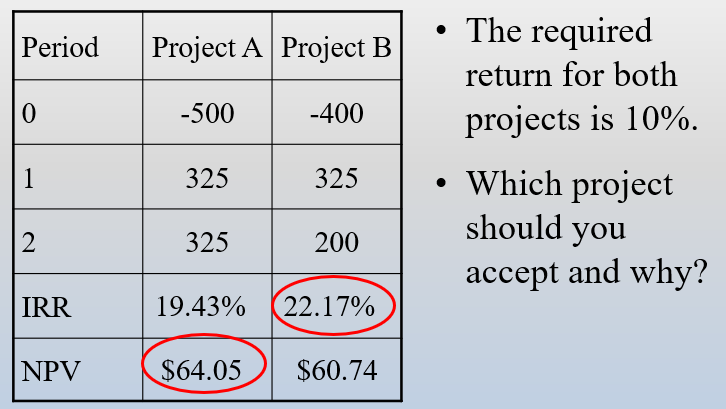 Period Project A Project B
0 -500 -400
1 325 325
2 325 200
IRR 19.43% 22.17%
NPV $64.05 $60.74
• The required
return for both
projects is 10%.
• Which project
should you
accept and why?